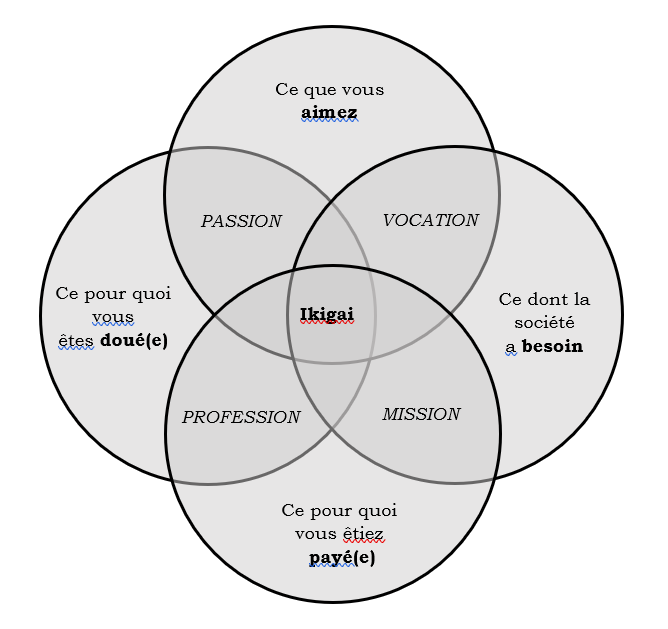 Ce que vous
aimez
PASSION
VOCATION
Ce pour quoi
vous
êtes doué(e)
Ikigai
Ce dont la
société
a besoin
PROFESSION
MISSION
Ce pour quoi
vous êtiez
payé(e)